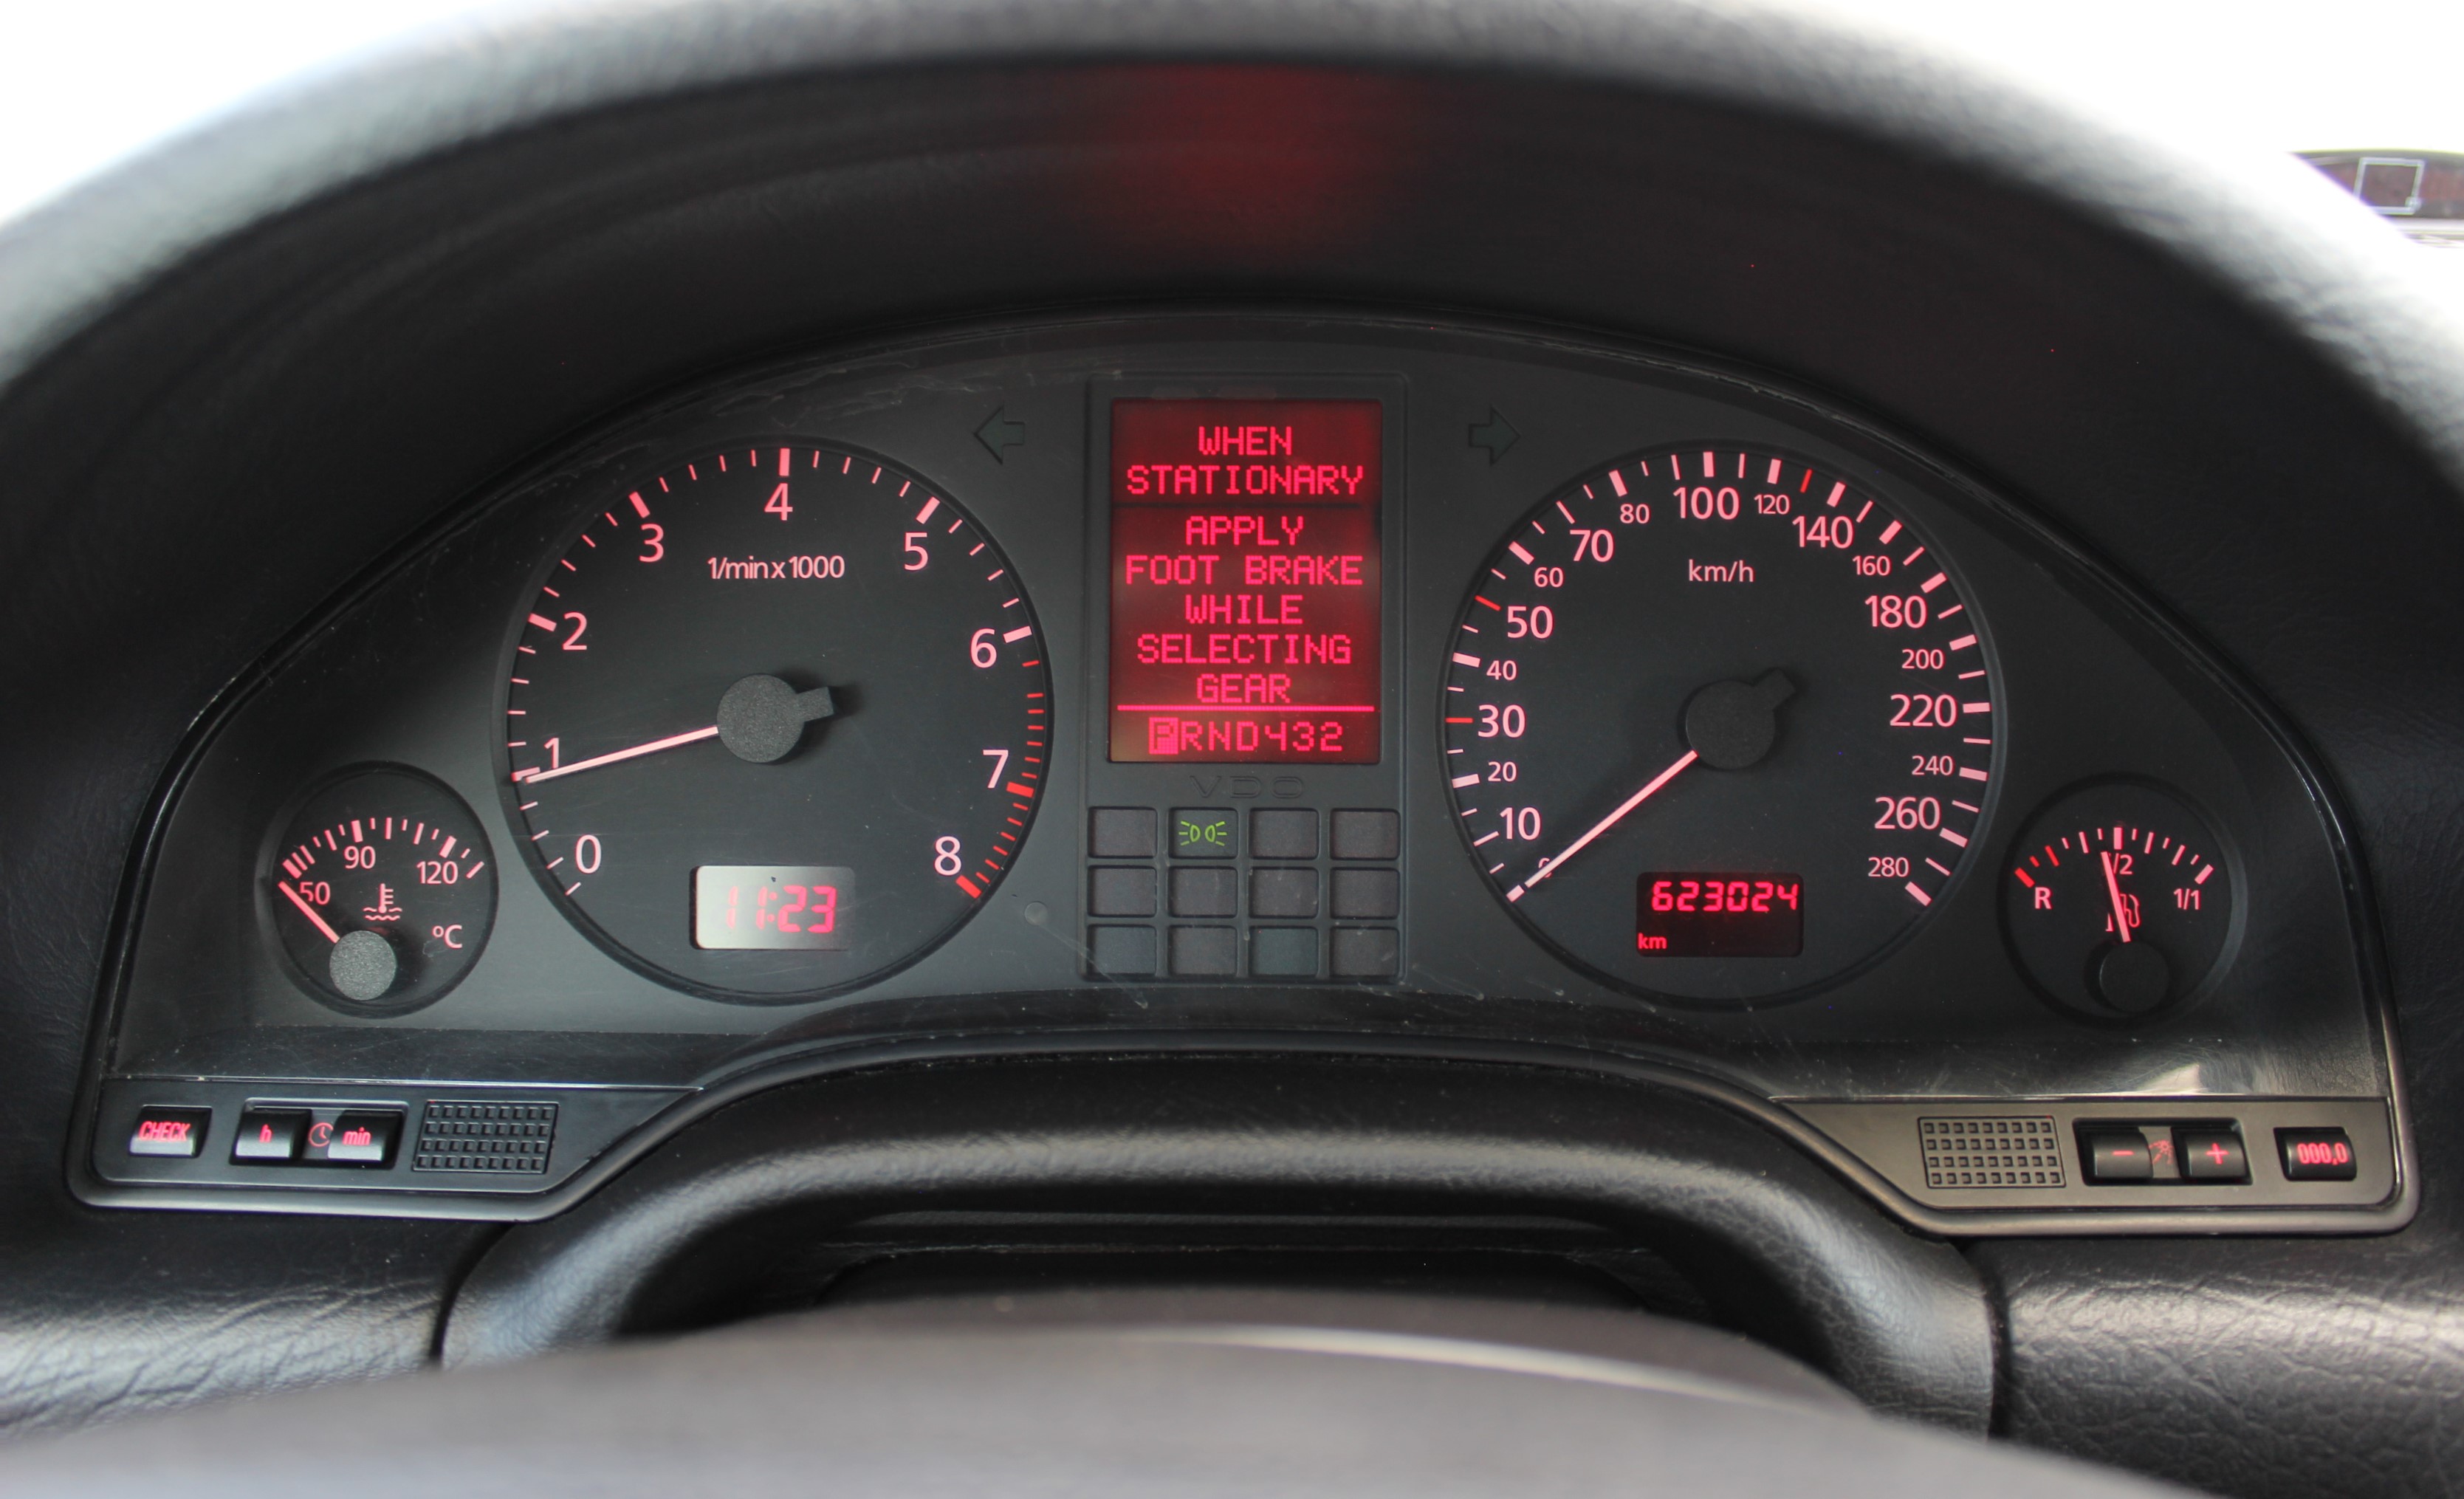 WHEN
STATIONARY
APPLY
FOOT BRAKE
WHILE
SELECTING
GEAR
PRND432
VDO
0
1
2
3
4
5
6
7
8
1/min x 1000
11:23
50
90
120
°C
0
10
20
30
40
50
60
70
80
100
120
140
160
180
200
220
240
260
280
km/h
623024
km
R
1/2
1/1
CHECK
h
min
-
+
000,0